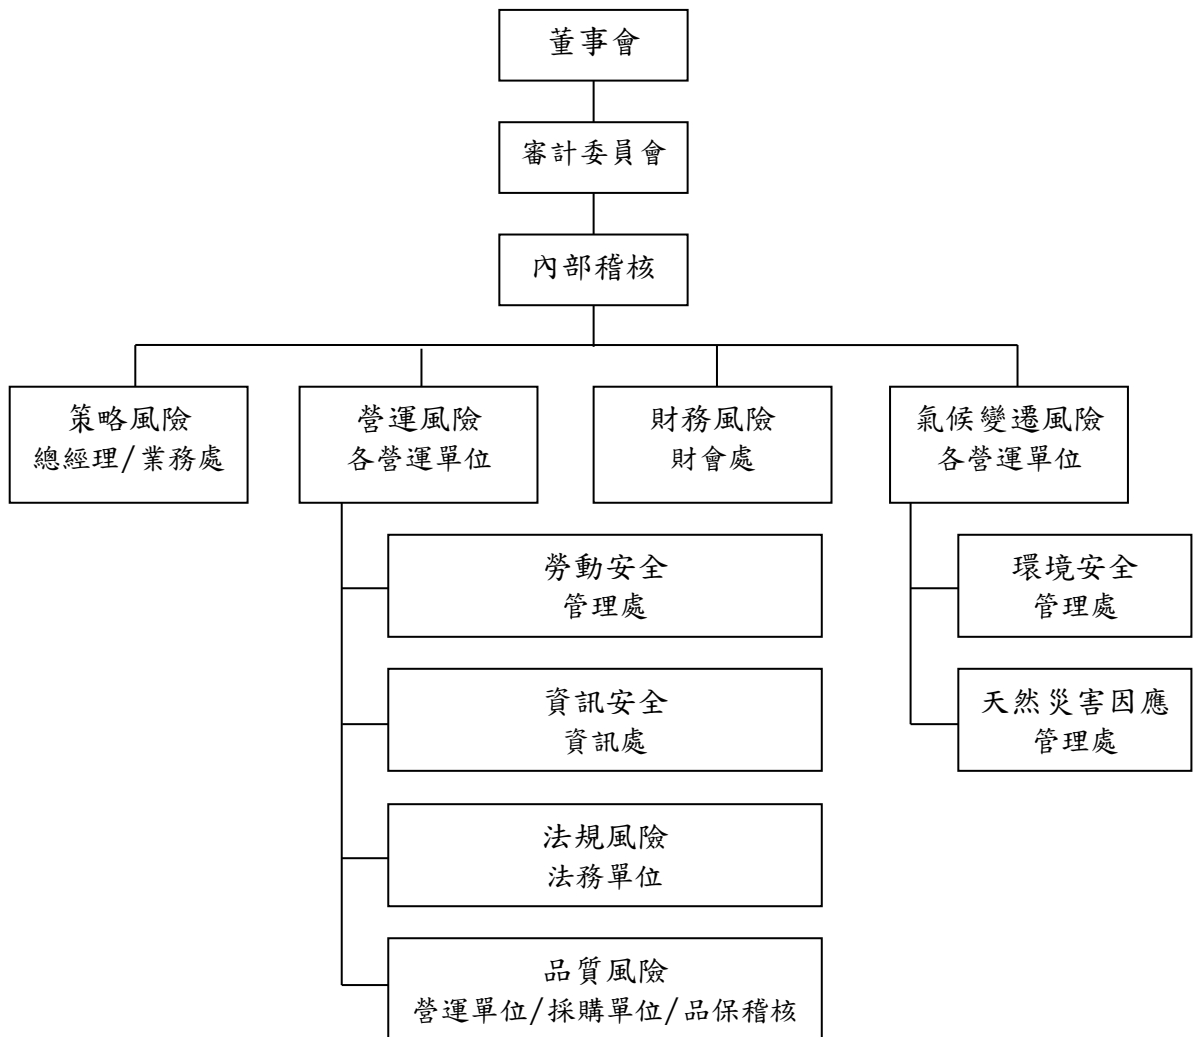 董事會
審計委員會
內部稽核
策略風險
總經理/業務處
營運風險
各營運單位
財務風險
財會處
氣候變遷風險
各營運單位
勞動安全
管理處
資訊安全
資訊處
法規風險
法務單位
品質風險
營運單位/採購單位/品保稽核
環境安全
管理處
天然災害因應
管理處